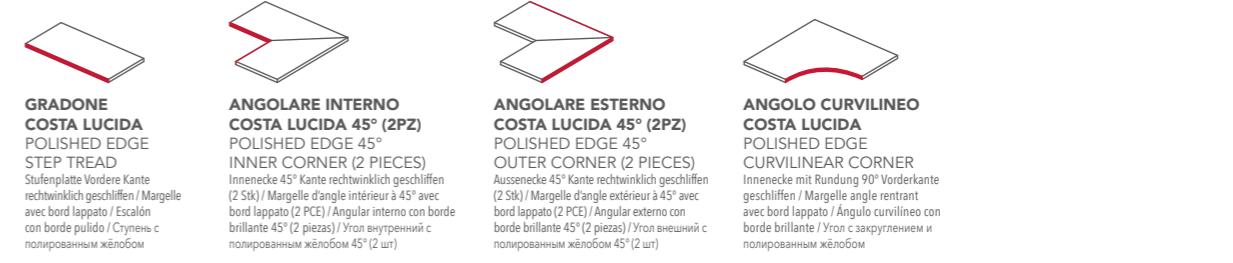 GRADONE
COSTA LUCIDA
POLISHED EDGE
STEP TREAD
Stufenplatte Vordere Kante
rechtwinklich geschliffen / Margelle
avec bord lappato / Escalón
con borde pulido / Ступень с
полированным жёлобом
ANGOLARE INTERNO
COSTA LUCIDA 45° (2PZ)
POLISHED EDGE 45°
INNER CORNER (2 PIECES)
Innenecke 45° Kante rechtwinlich geschliffen
(2 Stk) / Margelle d'angle intérieur à 45° avec
bord lappato (2 PCE) / Angular interno con borde
brillante 45° (2 piezas) / Угол внутренний с
полированным жёлобом 45° (2 шт)
ANGOLARE ESTERNO
COSTA LUCIDA 45° (2PZ)
POLISHED EDGE 45°
OUTER CORNER (2 PIECES)
Aussenecke 45° Kante rechtwinlich geschliffen
(2 Stk) / Margelle d'angle extérieur à 45° avec
bord lappato (2 PCE) / Angular externo con
borde brillante 45° (2 piezas) / Угол внешний с
полированным жёлобом 45° (2 шт)
ANGOLO CURVILINEO
COSTA LUCIDA
POLISHED EDGE
CURVILINEAR CORNER
Innenecke mit Rundung 90° Vorderkante
geschliffen / Margelle angle rentrant
avec bord lappato / Ángulo curvilíneo con
borde brillante / Угол с закруглением и
полированным жёлобом